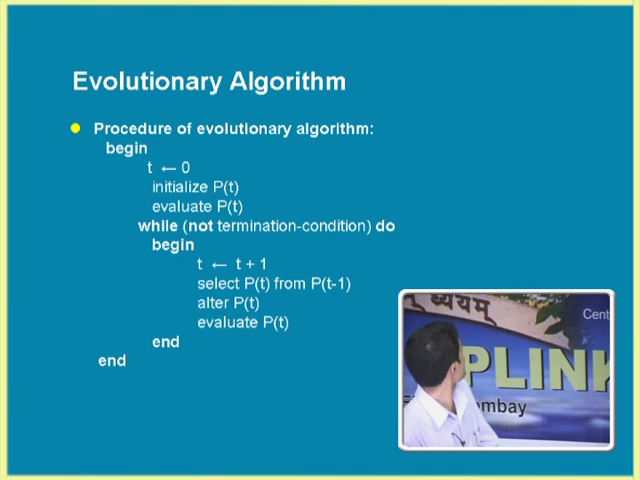 Evolutionary Algorithm
Procedure of evolutionary algorithm:
begin
t ← 0
initialize P(t)
evaluate P(t)
while (not termination-condition) do
begin
t ← t + 1
select P(t) from P(t-1)
alter P(t)
evaluate P(t)
end
end
ध्येयम्
Cent
PLINK
ombay